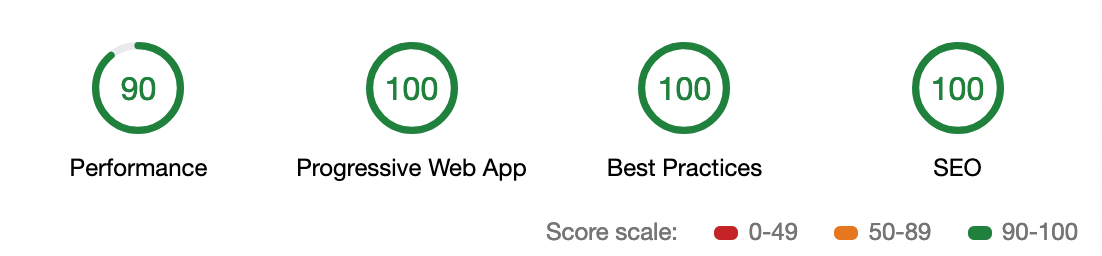 90 100 100 100
Performance Progressive Web App Best Practices SEO
Score scale: 0-49 50-89 90-100